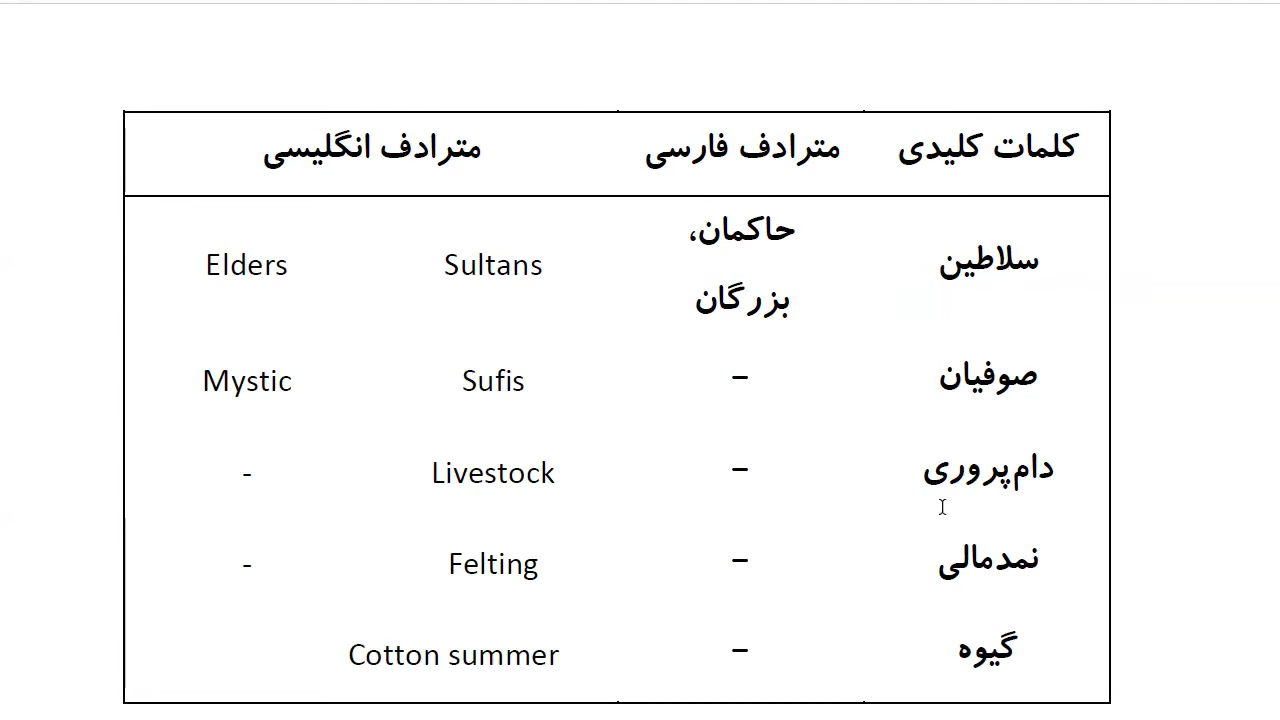 کلمات کلیدی مترادف فارسی مترادف انگلیسی
سلاطین حاکمان، بزرگان Sultans Elders
صوفیان – Sufis Mystic
دام‌پروری – Livestock -
نمدمالی – Felting -
گیوه – Cotton summer